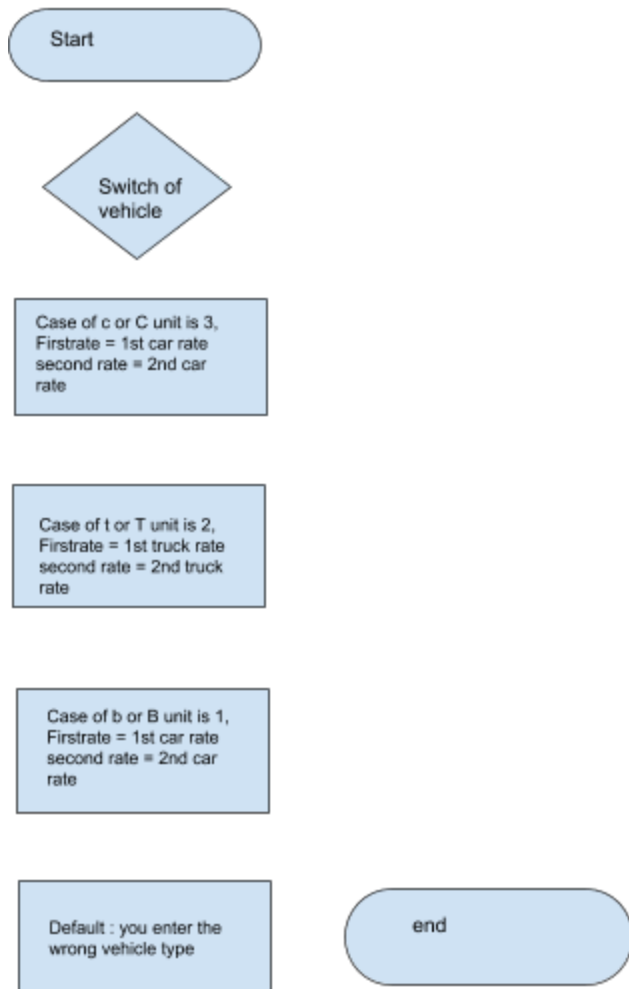 Start
Switch of
vehicle
Case of c or C unit is 3,
Firstrate = 1st car rate
second rate = 2nd car
rate
Case of t or T unit is 2,
Firstrate = 1st truck rate
second rate = 2nd truck
rate
Case of b or B unit is 1,
Firstrate = 1st car rate
second rate = 2nd car
rate
Default : you enter the
wrong vehicle type
end